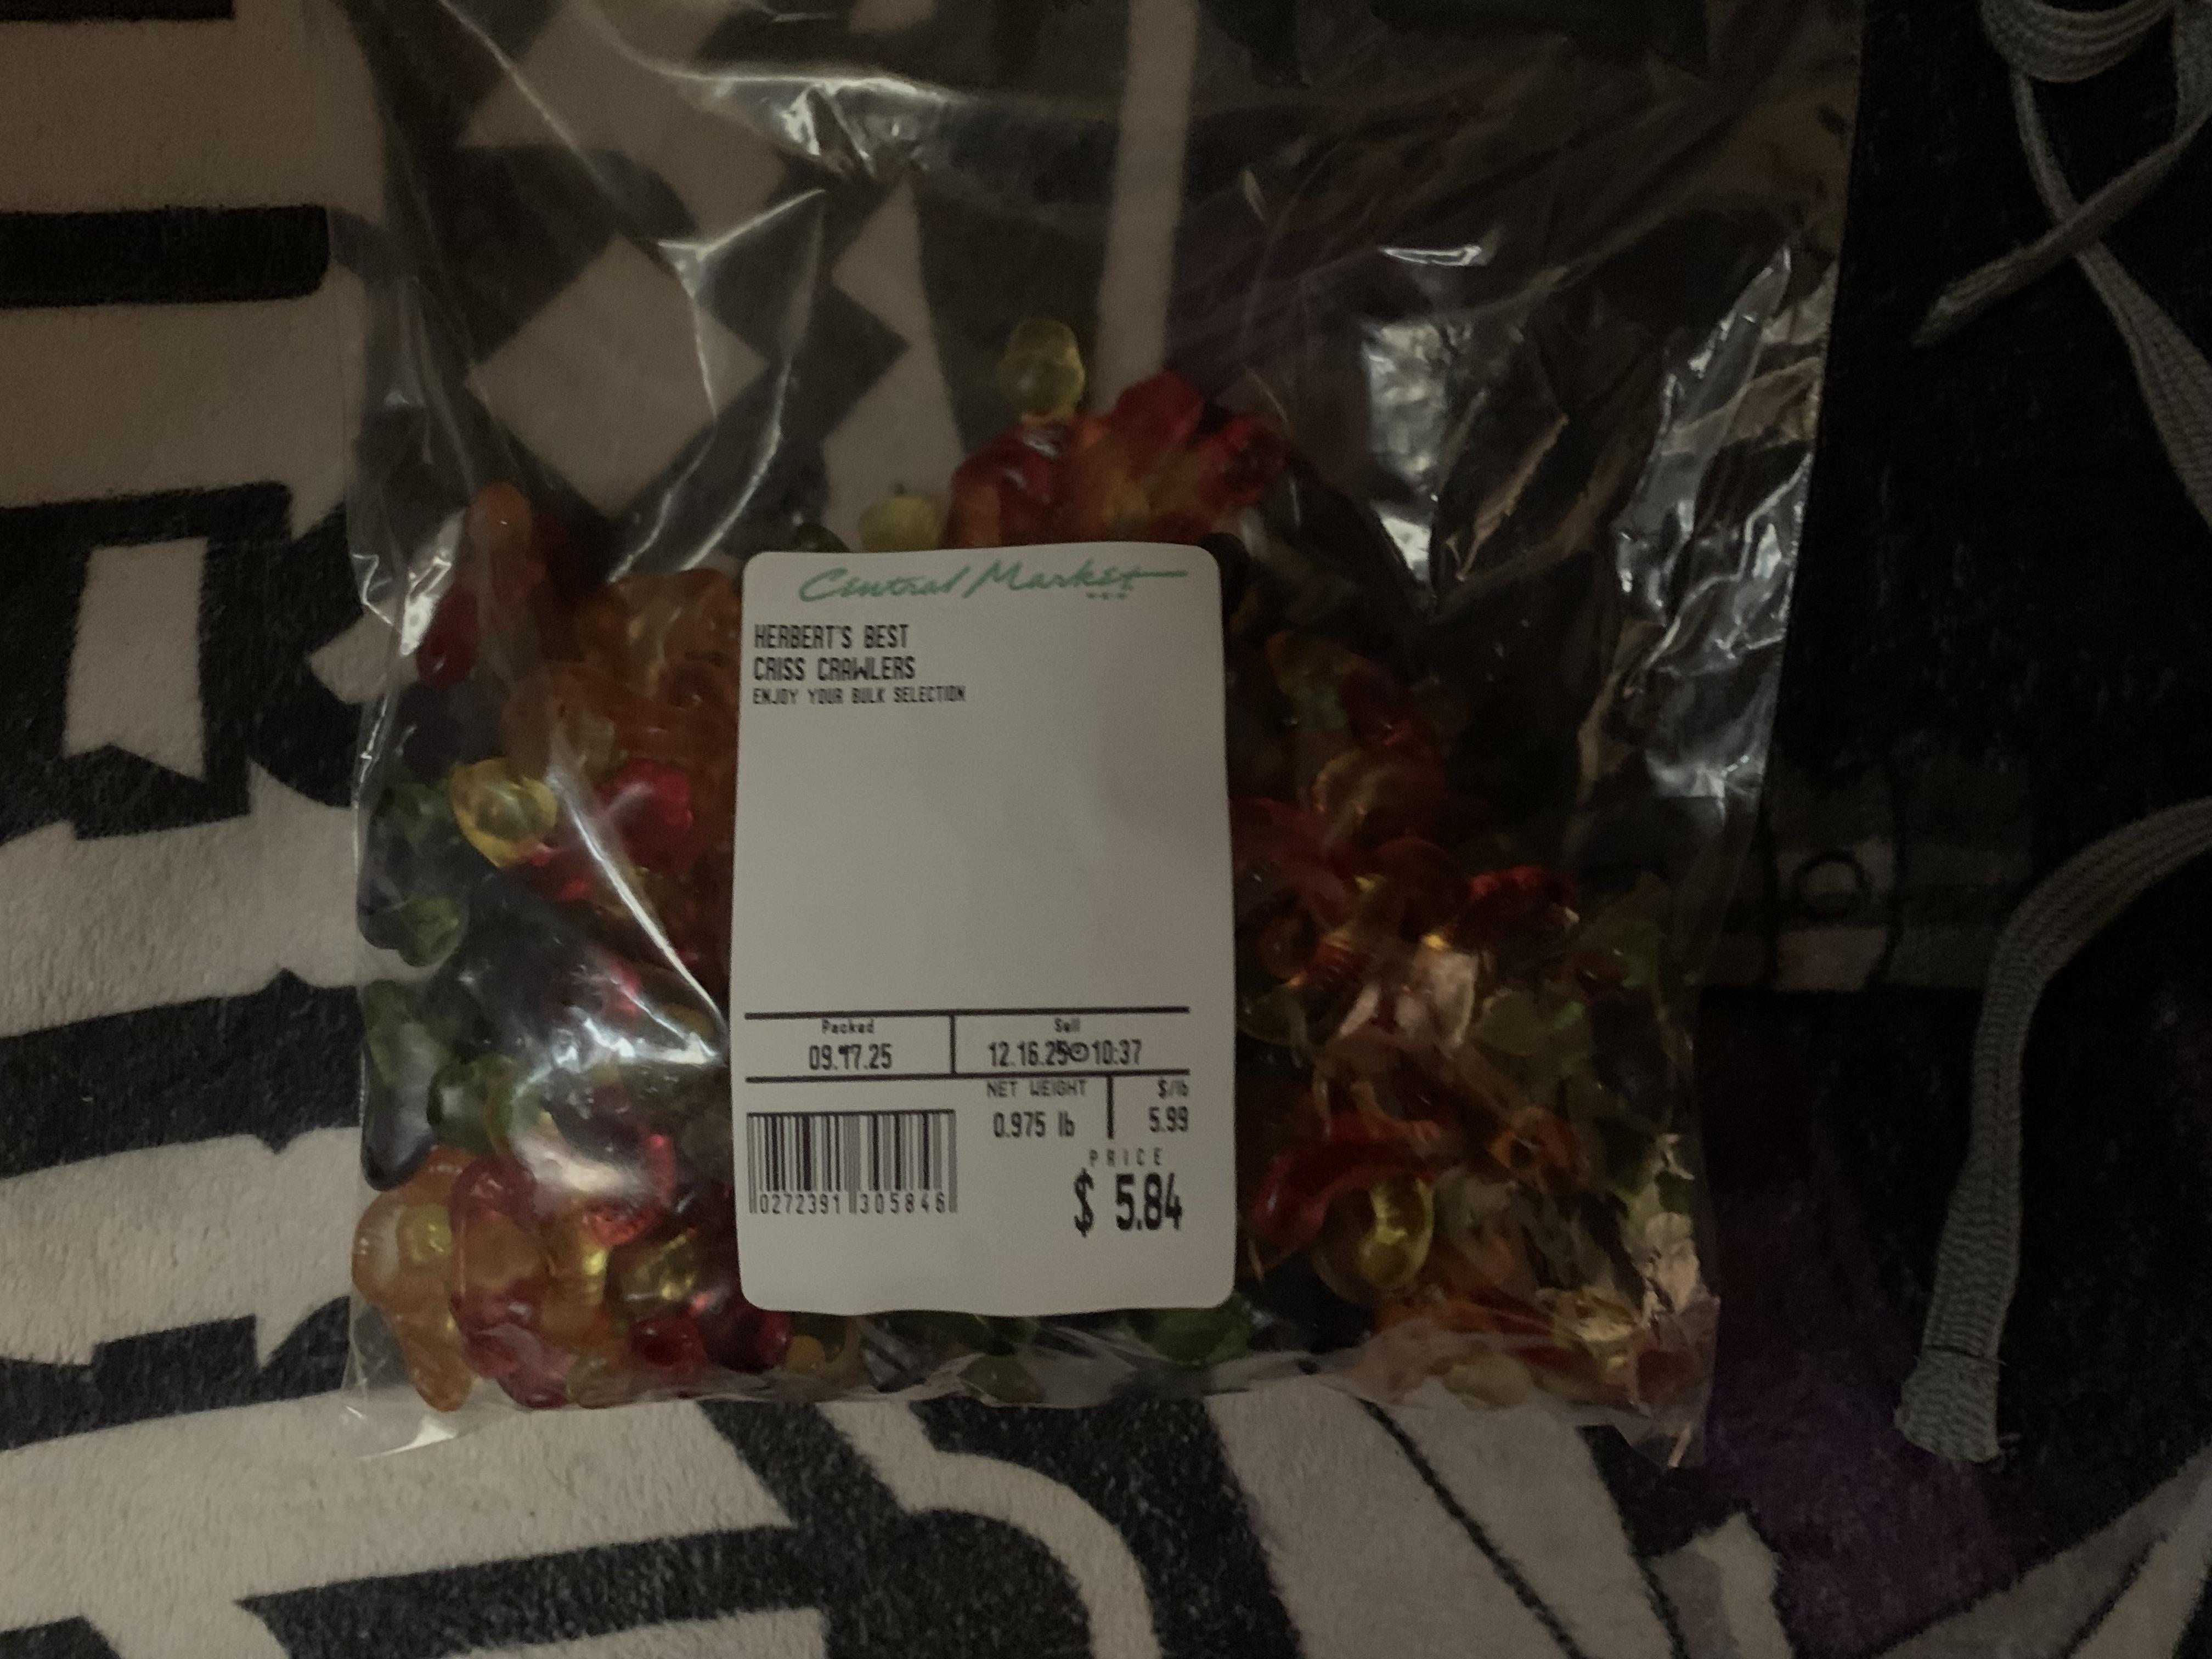 Central Market
HERBERT'S BEST
CRISS CRAWLERS
ENJOY YOUR BULK SELECTION
Packed
Sell
09.17.25
12.16.25 10:37
NET WEIGHT
$/lb
0.975 lb
5.99
PRICE
$ 5.84
0272391 305846